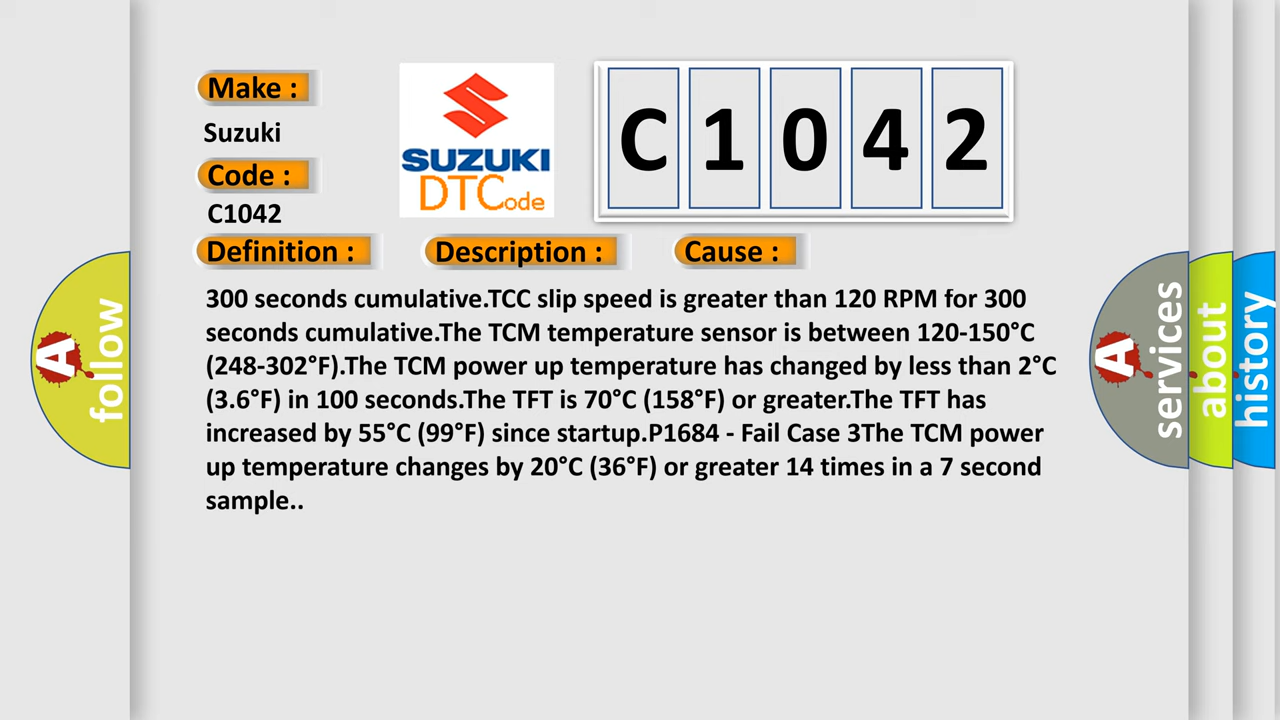 Make :
Suzuki
Code :
C1042
SUZUKI
DTCode
C1042
Definition :
Description :
Cause :
300 seconds cumulative.TCC slip speed is greater than 120 RPM for 300
seconds cumulative.The TCM temperature sensor is between 120-150°C
(248-302°F).The TCM power up temperature has changed by less than 2°C
(3.6°F) in 100 seconds.The TFT is 70°C (158°F) or greater.The TFT has
increased by 55°C (99°F) since startup.P1684 - Fail Case 3The TCM power
up temperature changes by 20°C (36°F) or greater 14 times in a 7 second
sample..
A
follow
A
services
about
history